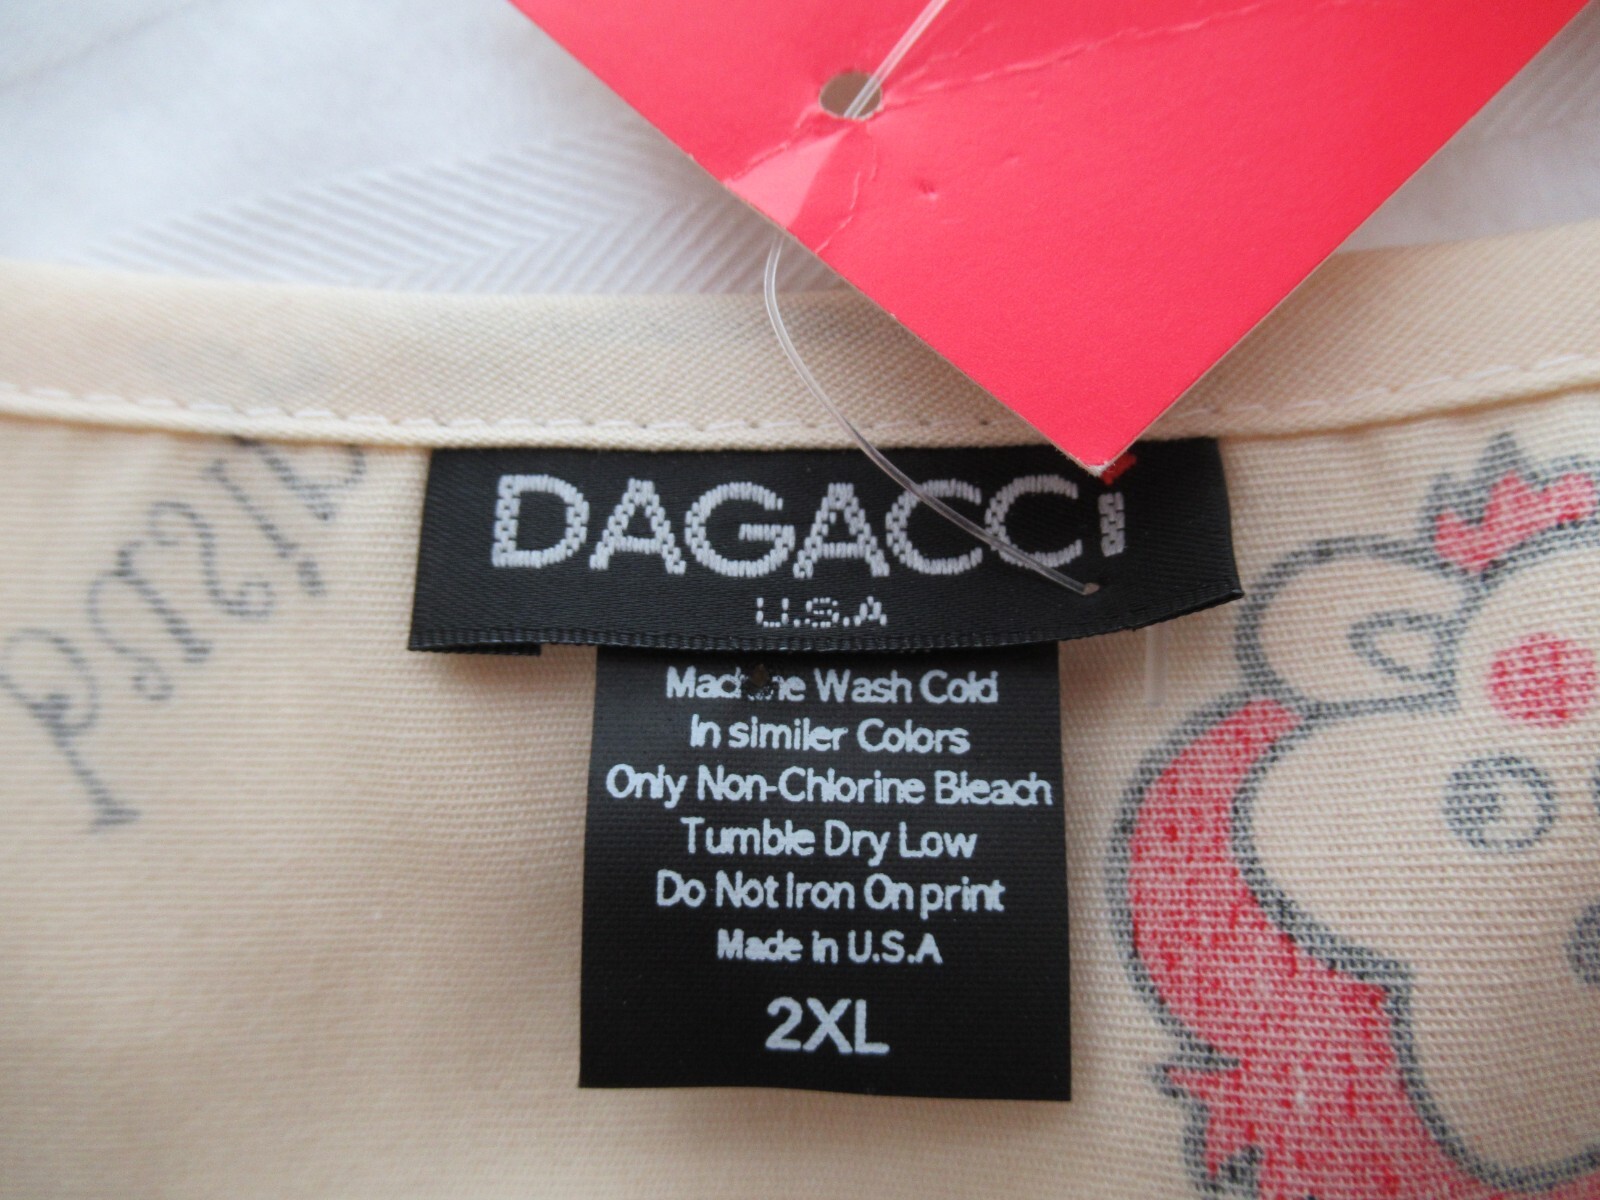 DAGACCi
U.S.A
Machine Wash Cold
In similer Colors
Only Non-Chlorine Bleach
Tumble Dry Low
Do Not Iron On print
Made in U.S.A
2XL